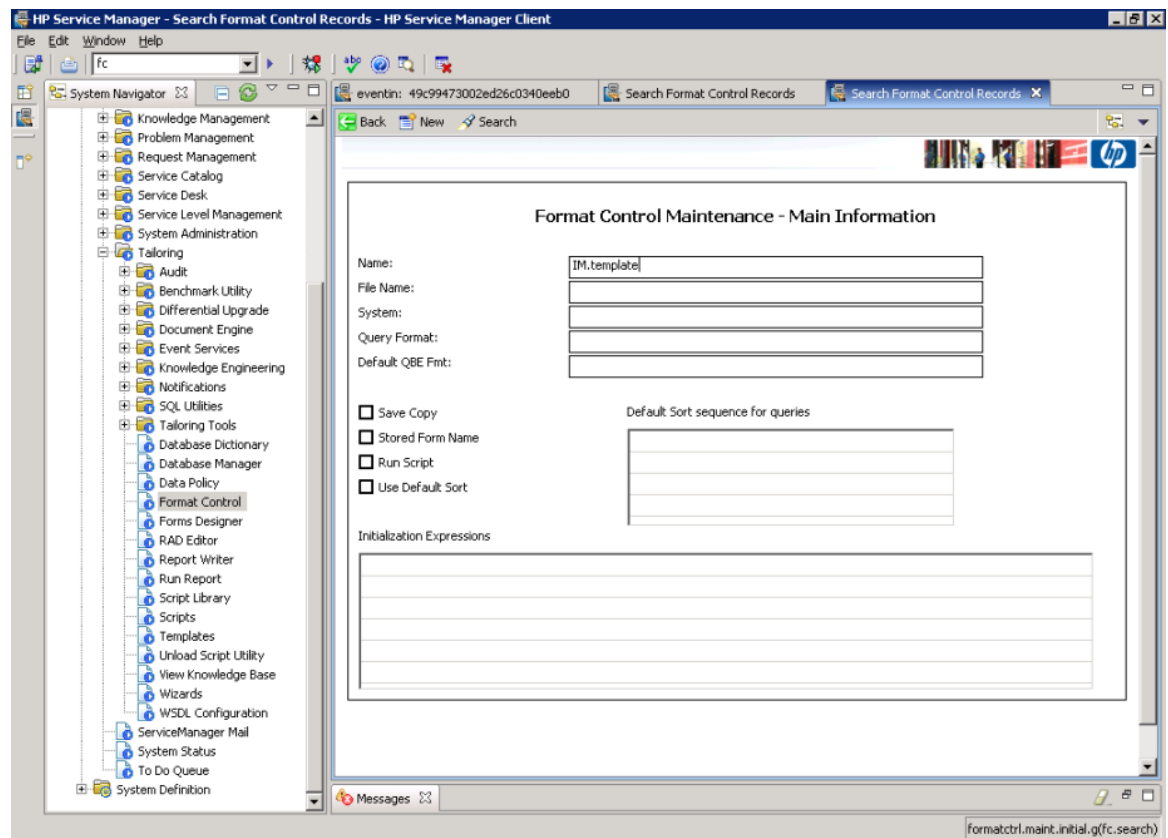 HP Service Manager - Search Format Control Records - HP Service Manager Client
File Edit Window Help
fc
abc
System Navigator
eventin: 49c99473002ed26c0340eeb0
Search Format Control Records
Search Format Control Records
Back New Search
hp
Knowledge Management
Problem Management
Request Management
Service Catalog
Service Desk
Service Level Management
System Administration
Tailoring
Audit
Benchmark Utility
Differential Upgrade
Document Engine
Event Services
Knowledge Engineering
Notifications
SQL Utilities
Tailoring Tools
Database Dictionary
Database Manager
Data Policy
Format Control
Forms Designer
RAD Editor
Report Writer
Run Report
Script Library
Scripts
Templates
Unload Script Utility
View Knowledge Base
Wizards
WSDL Configuration
ServiceManager Mail
System Status
To Do Queue
System Definition
Format Control Maintenance - Main Information
Name: IM.template
File Name:
System:
Query Format:
Default QBE Fmt:
Save Copy
Stored Form Name
Run Script
Use Default Sort
Default Sort sequence for queries
Initialization Expressions
Messages
formatctrl.maint.initial.g(fc.search)